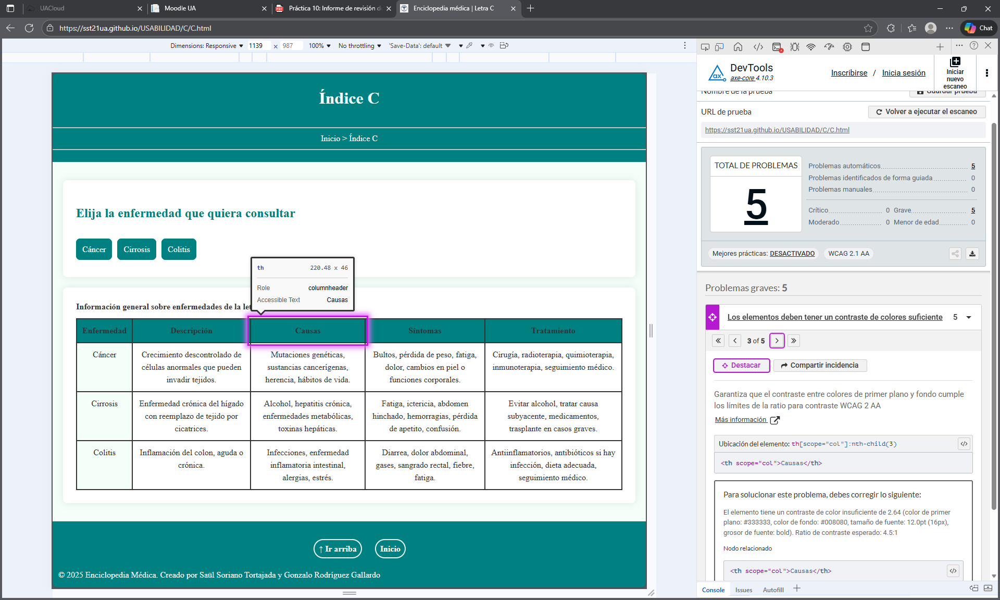 UACloud
Moodle UA
Práctica 10: Informe de revisión d
Enciclopedia médica | Letra C
https://sst21ua.github.io/USABILIDAD/C/C.html
Chat
Dimensions: Responsive
1139
×
987
100%
No throttling
'Save-Data': default
Índice C
Inicio > Índice C
Elija la enfermedad que quiera consultar
Cáncer
Cirrosis
Colitis
th
220.48 x 46
Role
columnheader
Accessible Text
Causas
Información general sobre enfermedades de la let
Enfermedad
Descripción
Causas
Síntomas
Tratamiento
Cáncer
Crecimiento descontrolado de
células anormales que pueden
invadir tejidos.
Mutaciones genéticas,
sustancias cancerígenas,
herencia, hábitos de vida.
Bultos, pérdida de peso, fatiga,
dolor, cambios en piel o
funciones corporales.
Cirugía, radioterapia, quimioterapia,
inmunoterapia, seguimiento médico.
Cirrosis
Enfermedad crónica del hígado
con reemplazo de tejido por
cicatrices.
Alcohol, hepatitis crónica,
enfermedades metabólicas,
toxinas hepáticas.
Fatiga, ictericia, abdomen
hinchado, hemorragias, pérdida
de apetito, confusión.
Evitar alcohol, tratar causa
subyacente, medicamentos,
trasplante en casos graves.
Colitis
Inflamación del colon, aguda o
crónica.
Infecciones, enfermedad
inflamatoria intestinal,
alergias, estrés.
Diarrea, dolor abdominal,
gases, sangrado rectal, fiebre,
fatiga.
Antiinflamatorios, antibióticos si hay
infección, dieta adecuada,
seguimiento médico.
↑ Ir arriba
Inicio
© 2025 Enciclopedia Médica. Creado por Saül Soriano Tortajada y Gonzalo Rodríguez Gallardo
ax
DevTools
axe-core 4.10.3
Inscribirse / Inicia sesión
Iniciar
nuevo
escaneo
Nombre de la prueba
Guardar prueba
URL de prueba
Volver a ejecutar el escaneo
https://sst21ua.github.io/USABILIDAD/C/C.html
TOTAL DE PROBLEMAS
5
Problemas automáticos 5
Problemas identificados de forma guiada 0
Problemas manuales 0
Crítico 0 Grave 5
Moderado 0 Menor de edad 0
Mejores prácticas: DESACTIVADO
WCAG 2.1 AA
Problemas graves: 5
Los elementos deben tener un contraste de colores suficiente 5
3 of 5
Destacar
Compartir incidencia
Garantiza que el contraste entre colores de primer plano y fondo cumple
los límites de la ratio para contraste WCAG 2 AA
Más información
Ubicación del elemento: th[scope="col"]:nth-child(3)
<th scope="col">Causas</th>
Para solucionar este problema, debes corregir lo siguiente:
El elemento tiene un contraste de color insuficiente de 2.64 (color de primer
plano: #333333, color de fondo: #008080, tamaño de fuente: 12.0pt (16px),
grosor de fuente: bold). Ratio de contraste esperado: 4.5:1
Nodo relacionado
<th scope="col">Causas</th>
Console
Issues
Autofill